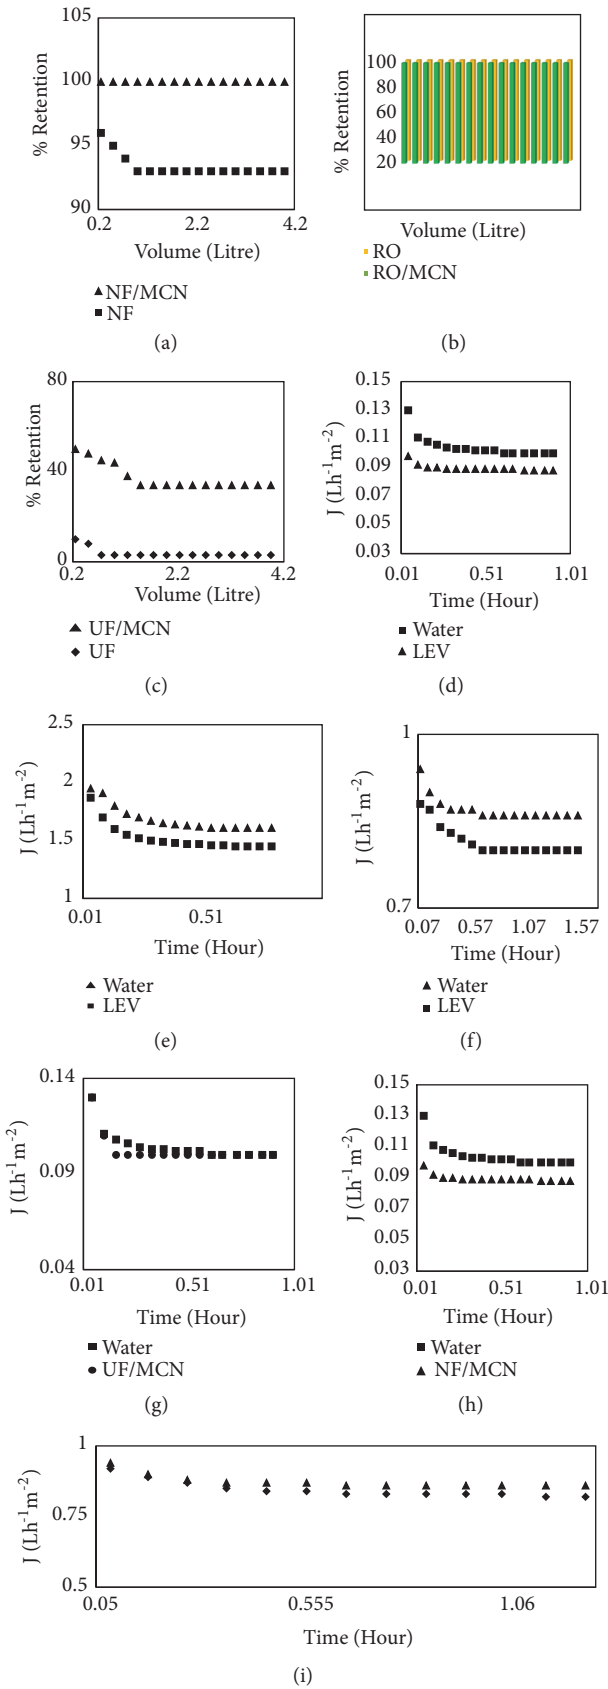 105
100
95
90
% Retention
0.2
2.2
4.2
Volume (Litre)
NF/MCN
NF
(a)
100
80
60
40
20
% Retention
Volume (Litre)
RO
RO/MCN
(b)
80
40
0
% Retention
0.2
2.2
4.2
Volume (Litre)
UF/MCN
UF
(c)
0.15
0.13
0.11
0.09
0.07
0.05
0.03
J (Lh⁻¹m⁻²)
0.01
0.51
1.01
Time (Hour)
Water
LEV
(d)
2.5
2
1.5
1
J (Lh⁻¹m⁻²)
0.01
0.51
Time (Hour)
Water
LEV
(e)
1
0.7
J (Lh⁻¹m⁻²)
0.07
0.57
1.07
1.57
Time (Hour)
Water
LEV
(f)
0.14
0.09
0.04
J (Lh⁻¹m⁻²)
0.01
0.51
1.01
Time (Hour)
Water
UF/MCN
(g)
0.15
0.13
0.11
0.09
0.07
0.05
0.03
J (Lh⁻¹m⁻²)
0.01
0.51
1.01
Time (Hour)
Water
NF/MCN
(h)
1
0.75
0.5
J (Lh⁻¹m⁻²)
0.05
0.555
1.06
Time (Hour)
(i)